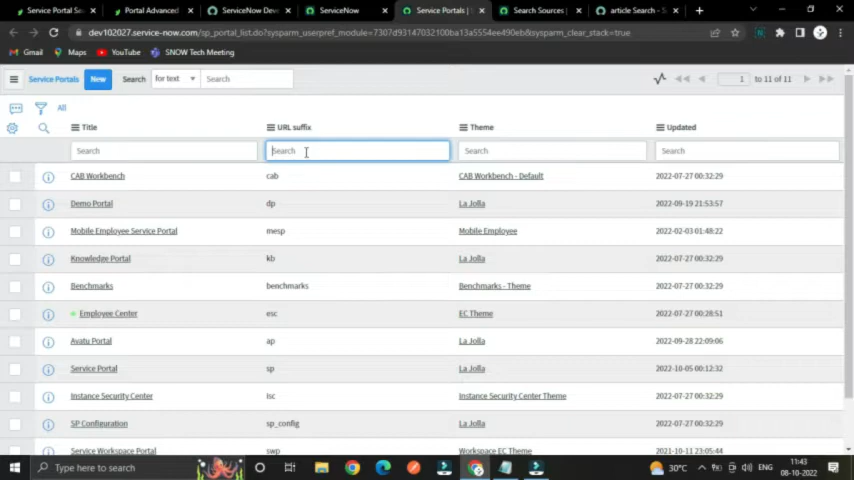 Service Portal Se
Portal Advanced
ServiceNow Dev
ServiceNow
Service Portals | S
Search Sources |
article Search - S
dev102027.service-now.com/sp_portal_list.do?sysparm_userpref_module=7307d93147032100ba13a5554ee490eb&sysparm_clear_stack=true
Gmail
Maps
YouTube
SNOW Tech Meeting
Service Portals
New
Search
for text
Search
1
to 11 of 11
All
Title
URL suffix
Theme
Updated
Search
Search
Search
Search
CAB Workbench
cab
CAB Workbench - Default
2022-07-27 00:32:29
Demo Portal
dp
La Jolla
2022-09-19 21:53:57
Mobile Employee Service Portal
mesp
Mobile Employee
2022-02-03 01:48:22
Knowledge Portal
kb
La Jolla
2022-07-27 00:32:29
Benchmarks
benchmarks
Benchmarks - Theme
2022-07-27 00:32:29
Employee Center
esc
EC Theme
2022-07-27 00:28:51
Avatu Portal
ap
La Jolla
2022-09-28 22:09:06
Service Portal
sp
La Jolla
2022-10-05 00:12:32
Instance Security Center
isc
Instance Security Center Theme
2022-07-27 00:32:29
SP Configuration
sp_config
La Jolla
2022-07-27 00:32:29
Service Workspace Portal
swp
Workspace EC Theme
2021-10-11 23:05:44
Type here to search
30°C
ENG
11:43
08-10-2022